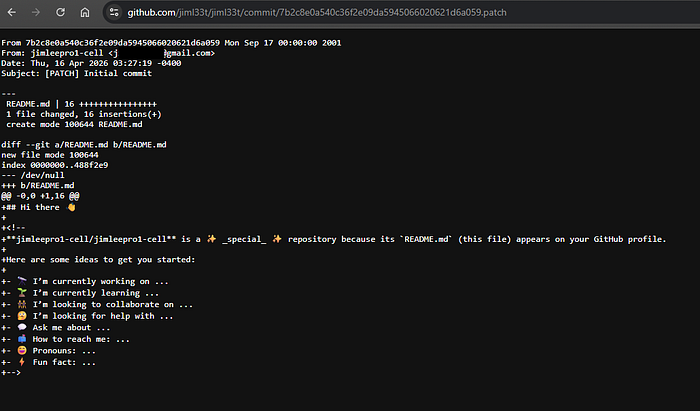 github.com/jiml33t/jiml33t/commit/7b2c8e0a540c36f2e09da5945066020621d6a059.patch
From 7b2c8e0a540c36f2e09da5945066020621d6a059 Mon Sep 17 00:00:00 2001
From: jimleepro1-cell <j @gmail.com>
Date: Thu, 16 Apr 2026 03:27:19 -0400
Subject: [PATCH] Initial commit
---
README.md | 16 ++++++++++++++++
1 file changed, 16 insertions(+)
create mode 100644 README.md
diff --git a/README.md b/README.md
new file mode 100644
index 0000000..488f2e9
--- /dev/null
+++ b/README.md
@@ -0,0 +1,16 @@
+## Hi there 👋
+
+<!--
+**jimleepro1-cell/jimleepro1-cell** is a ✨ _special_ ✨ repository because its `README.md` (this file) appears on your GitHub profile.
+
+Here are some ideas to get you started:
+
+- 🔭 I’m currently working on ...
+- 🌱 I’m currently learning ...
+- 👯 I’m looking to collaborate on ...
+- 🤔 I’m looking for help with ...
+- 💬 Ask me about ...
+- 📫 How to reach me: ...
+- 😄 Pronouns: ...
+- ⚡ Fun fact: ...
+-->